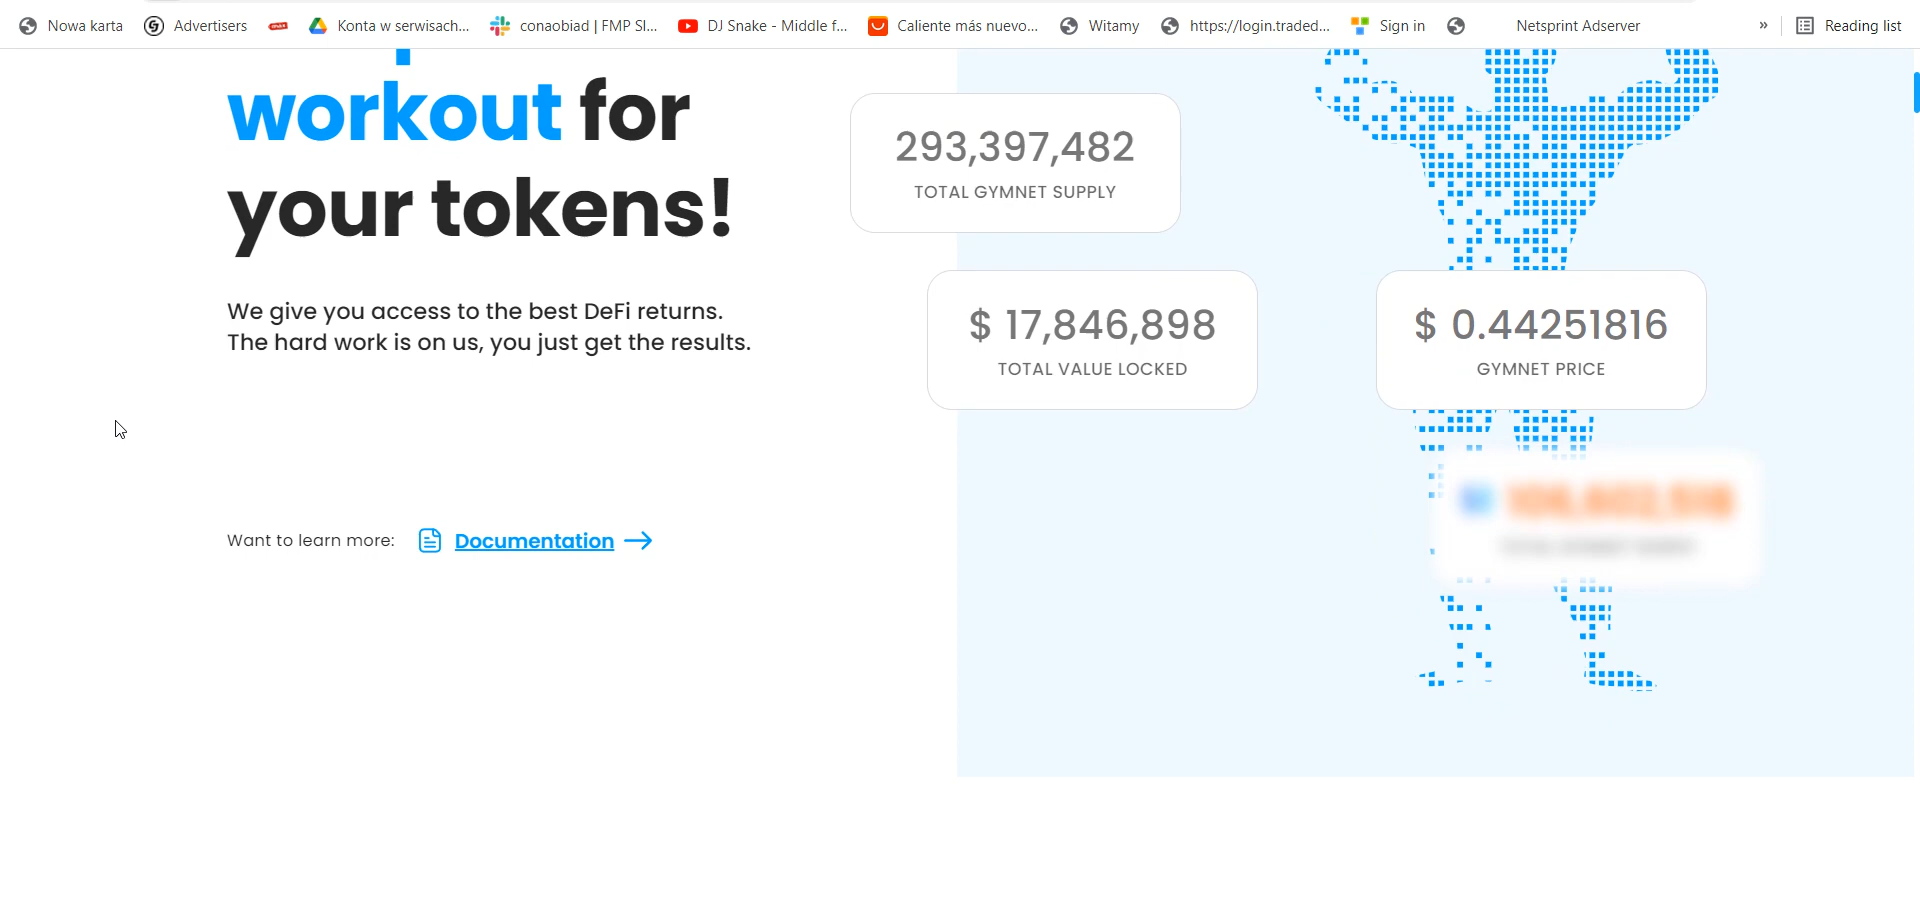 Nowa karta
Advertisers
Konta w serwisach...
conaobiad | FMP Sl...
DJ Snake - Middle f...
Caliente más nuevo...
Witamy
https://login.traded...
Sign in
Netsprint Adserver
»
Reading list
workout for
your tokens!
We give you access to the best DeFi returns.
The hard work is on us, you just get the results.
Want to learn more:
Documentation
293,397,482
TOTAL GYMNET SUPPLY
$ 17,846,898
TOTAL VALUE LOCKED
$ 0.44251816
GYMNET PRICE